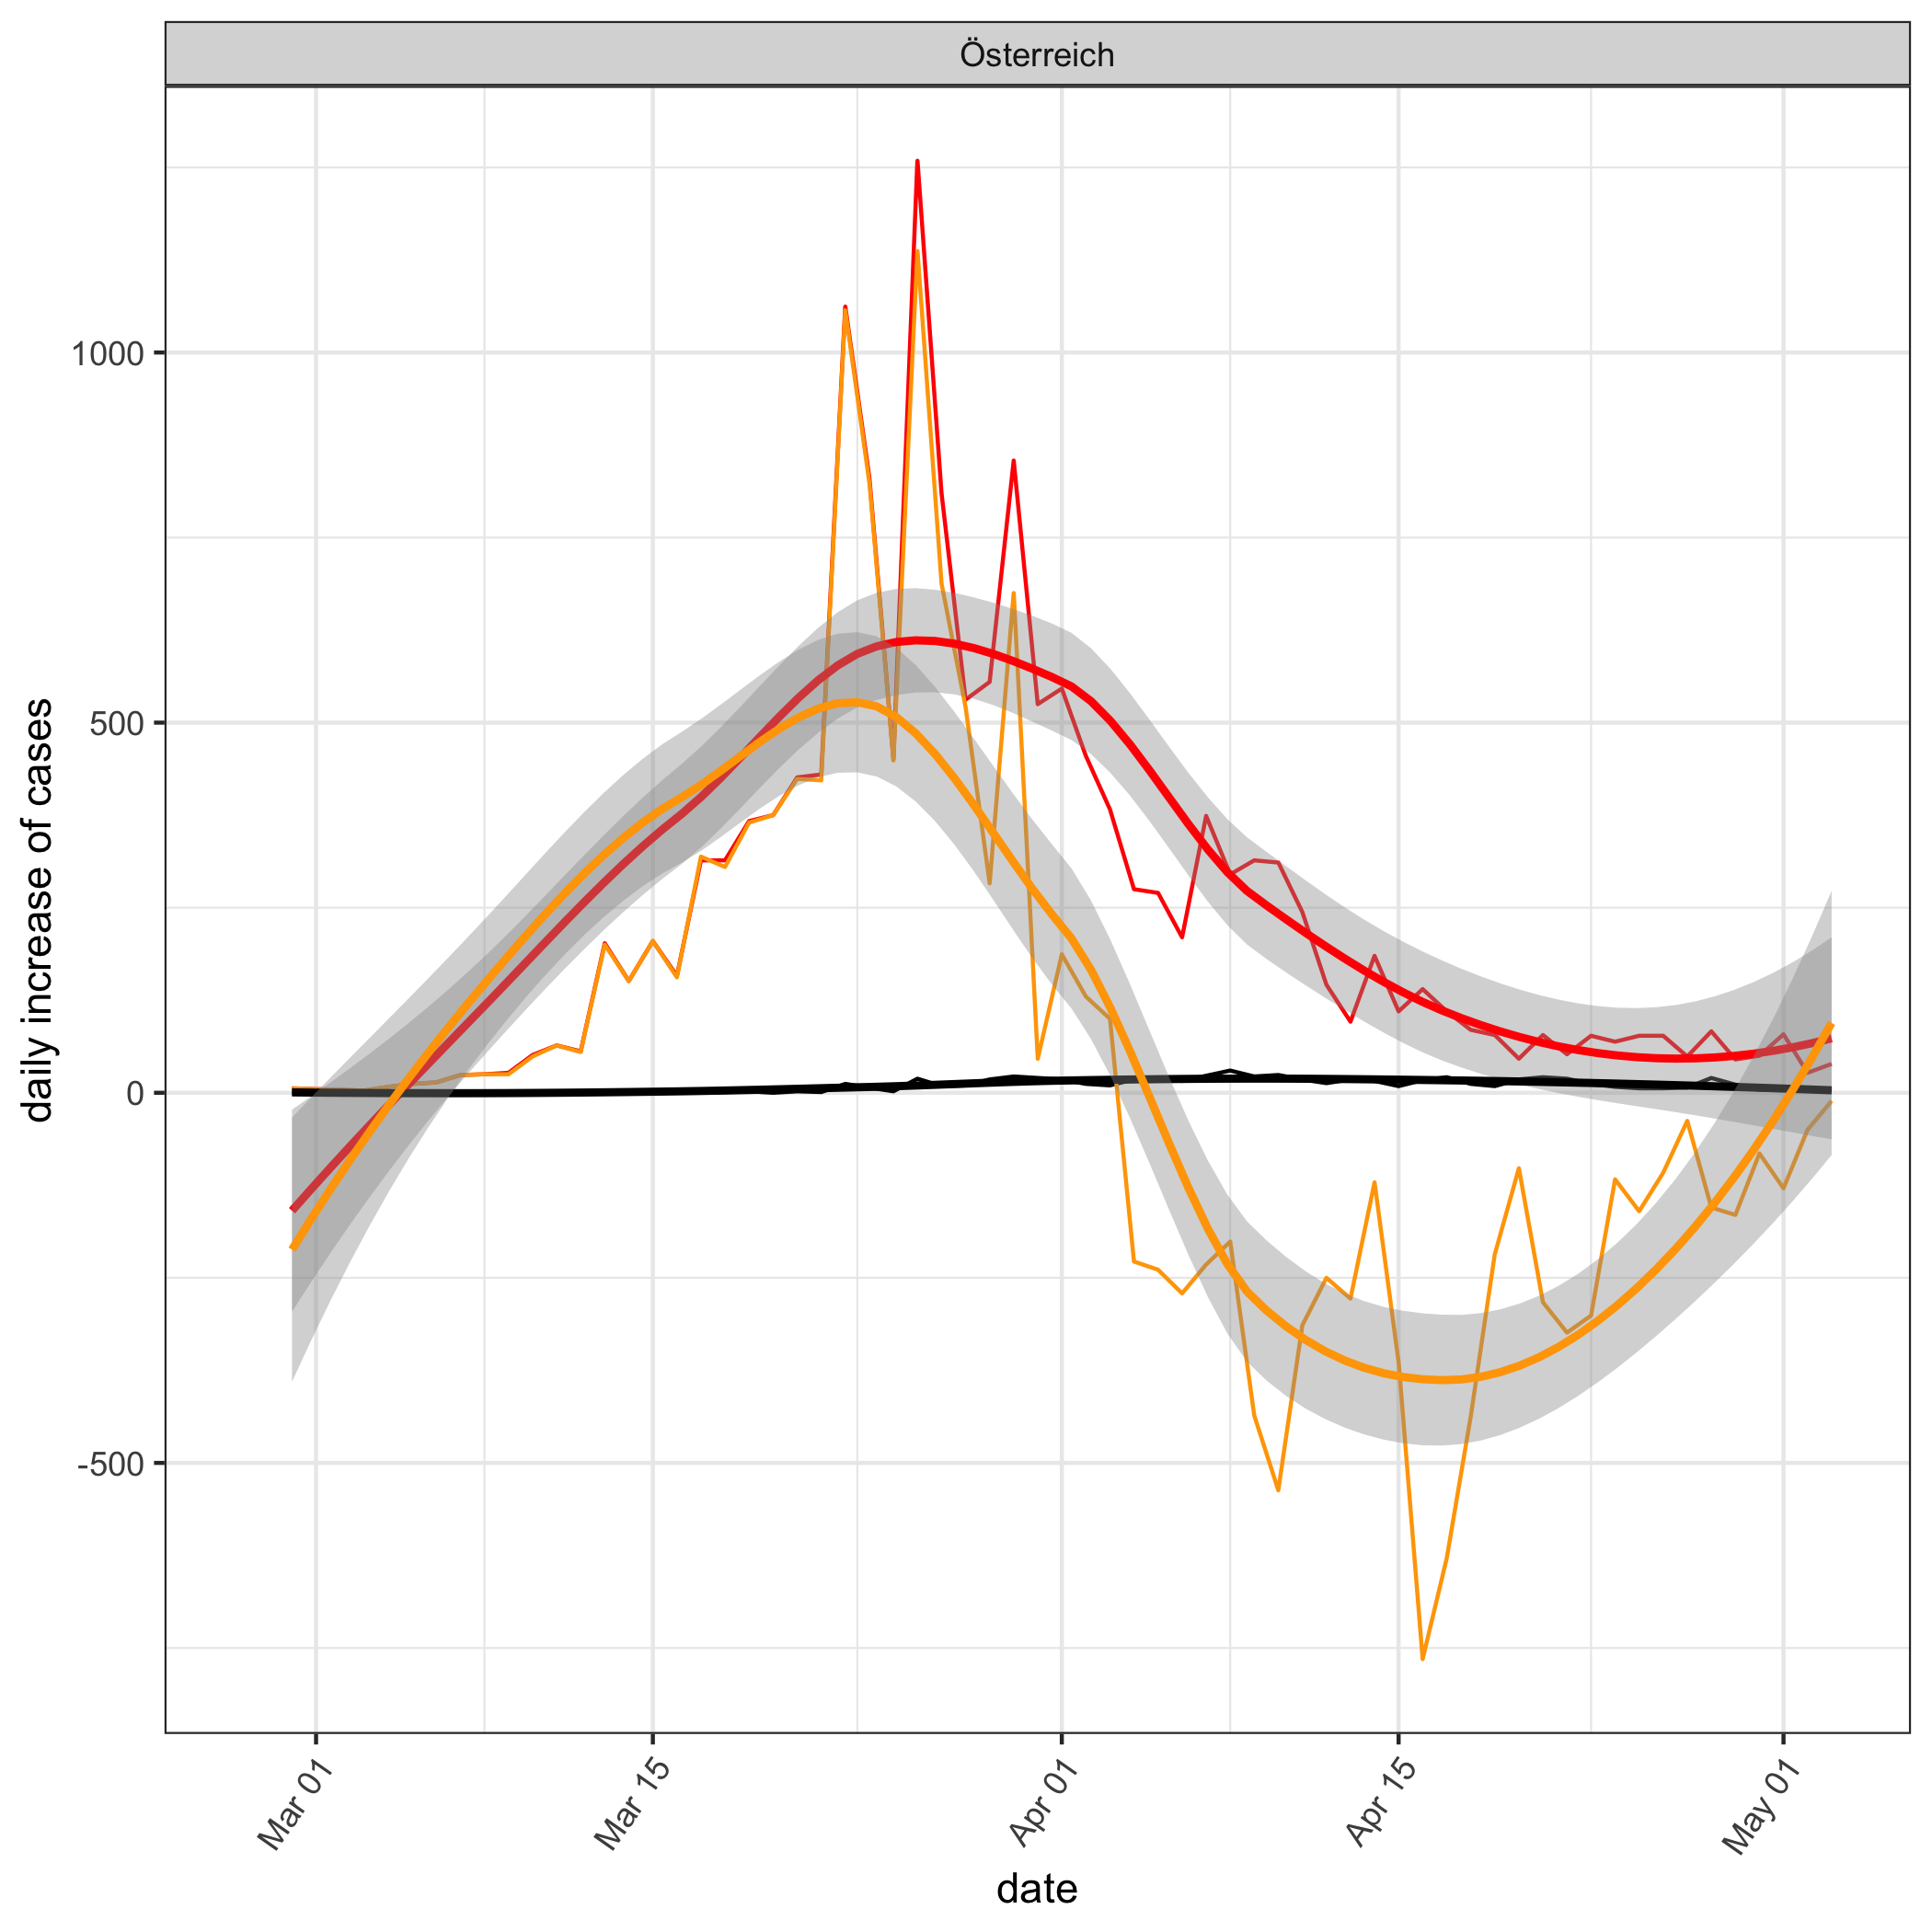 Österreich
daily increase of cases
1000
500
0
-500
Mar 01
Mar 15
Apr 01
Apr 15
May 01
date